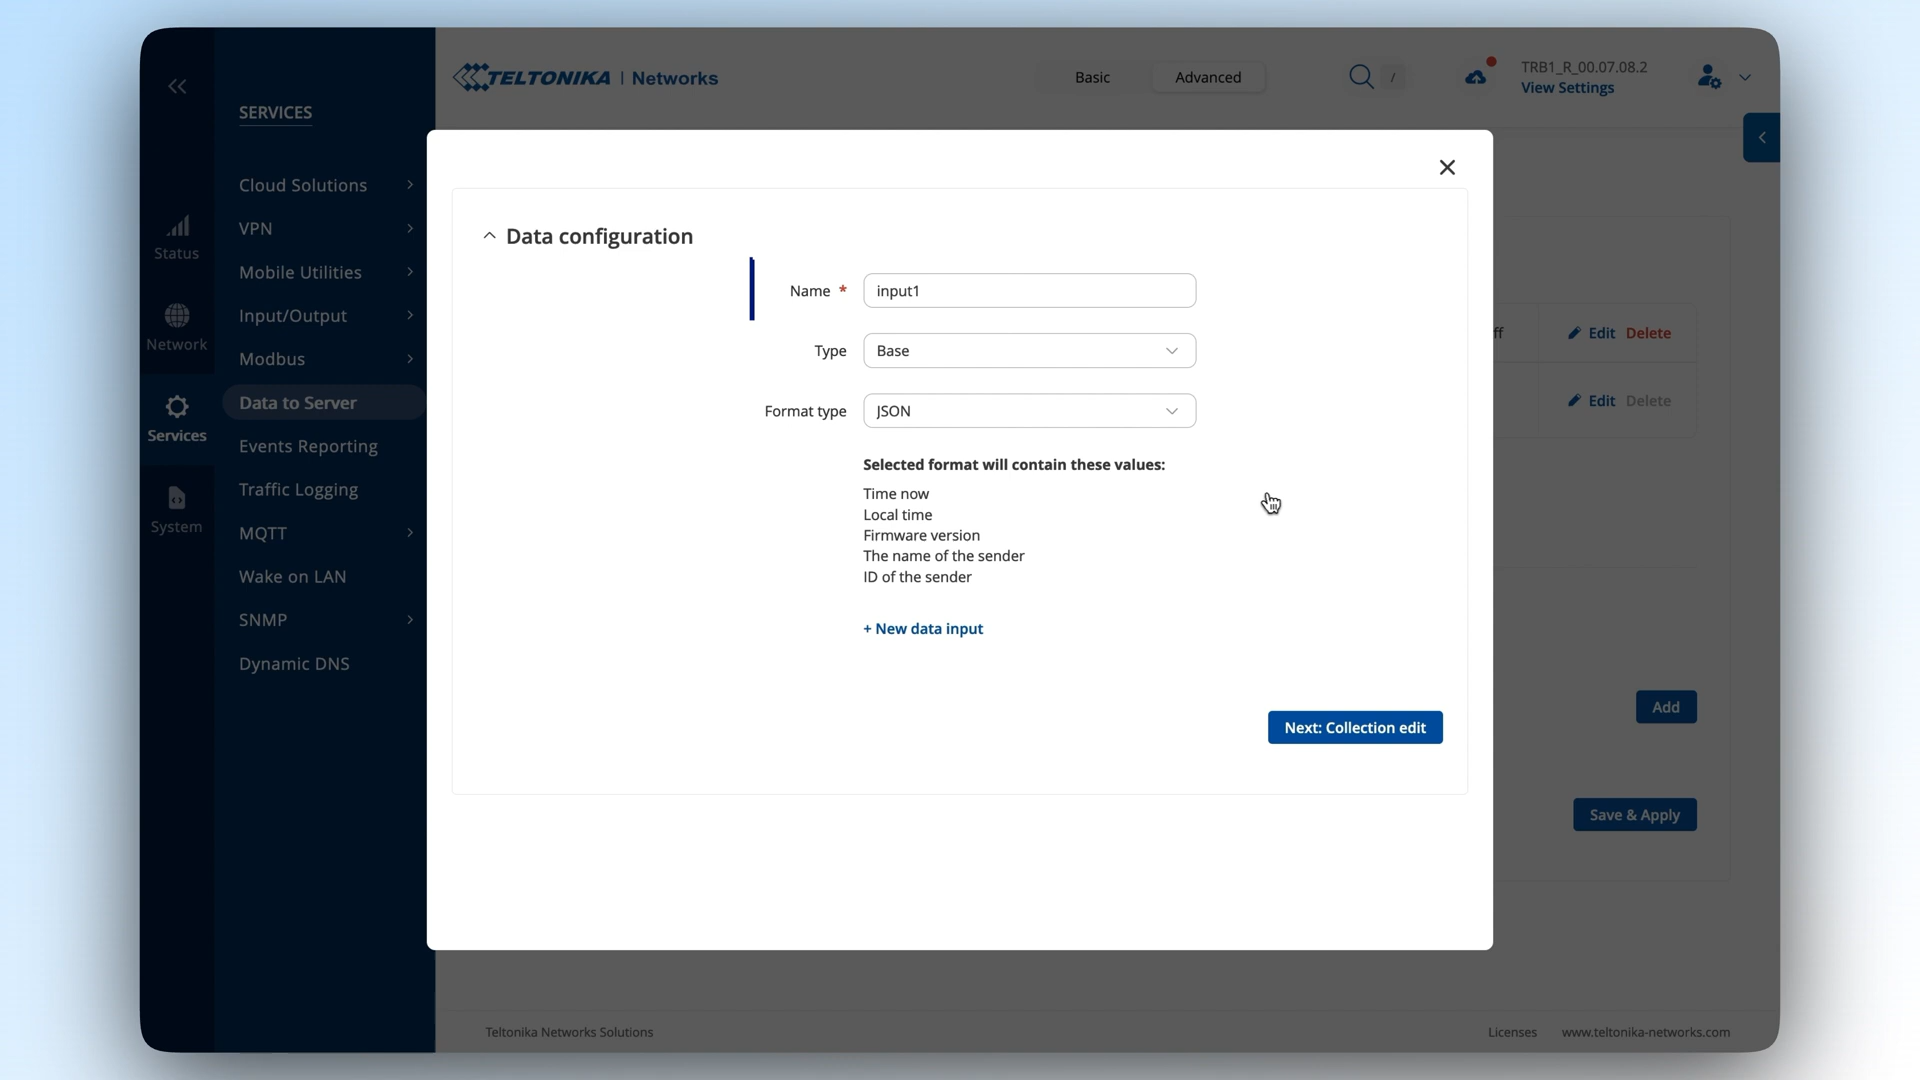 TELTONIKA | Networks
Basic
Advanced
/
TRB1_R_00.07.08.2
View Settings
SERVICES
Status
Network
Services
System
Cloud Solutions
VPN
Mobile Utilities
Input/Output
Modbus
Data to Server
Events Reporting
Traffic Logging
MQTT
Wake on LAN
SNMP
Dynamic DNS
Data configuration
Name *
input1
Type
Base
Format type
JSON
Selected format will contain these values:
Time now
Local time
Firmware version
The name of the sender
ID of the sender
+ New data input
Next: Collection edit
ff
Edit Delete
Edit Delete
Add
Save & Apply
Teltonika Networks Solutions
Licenses
www.teltonika-networks.com